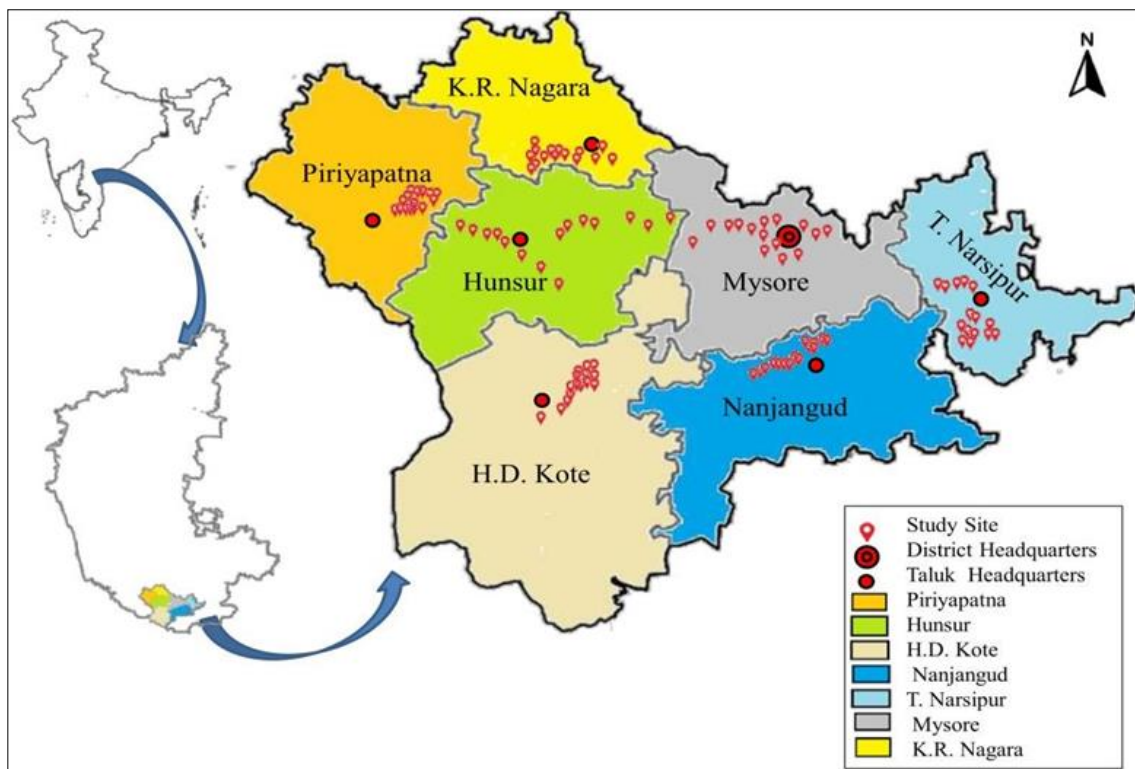 N
K.R. Nagara
Piriyapatna
T. Narsipur
Hunsur
Mysore
Nanjangud
H.D. Kote
Study Site
District Headquarters
Taluk Headquarters
Piriyapatna
Hunsur
H.D. Kote
Nanjangud
T. Narsipur
Mysore
K.R. Nagara